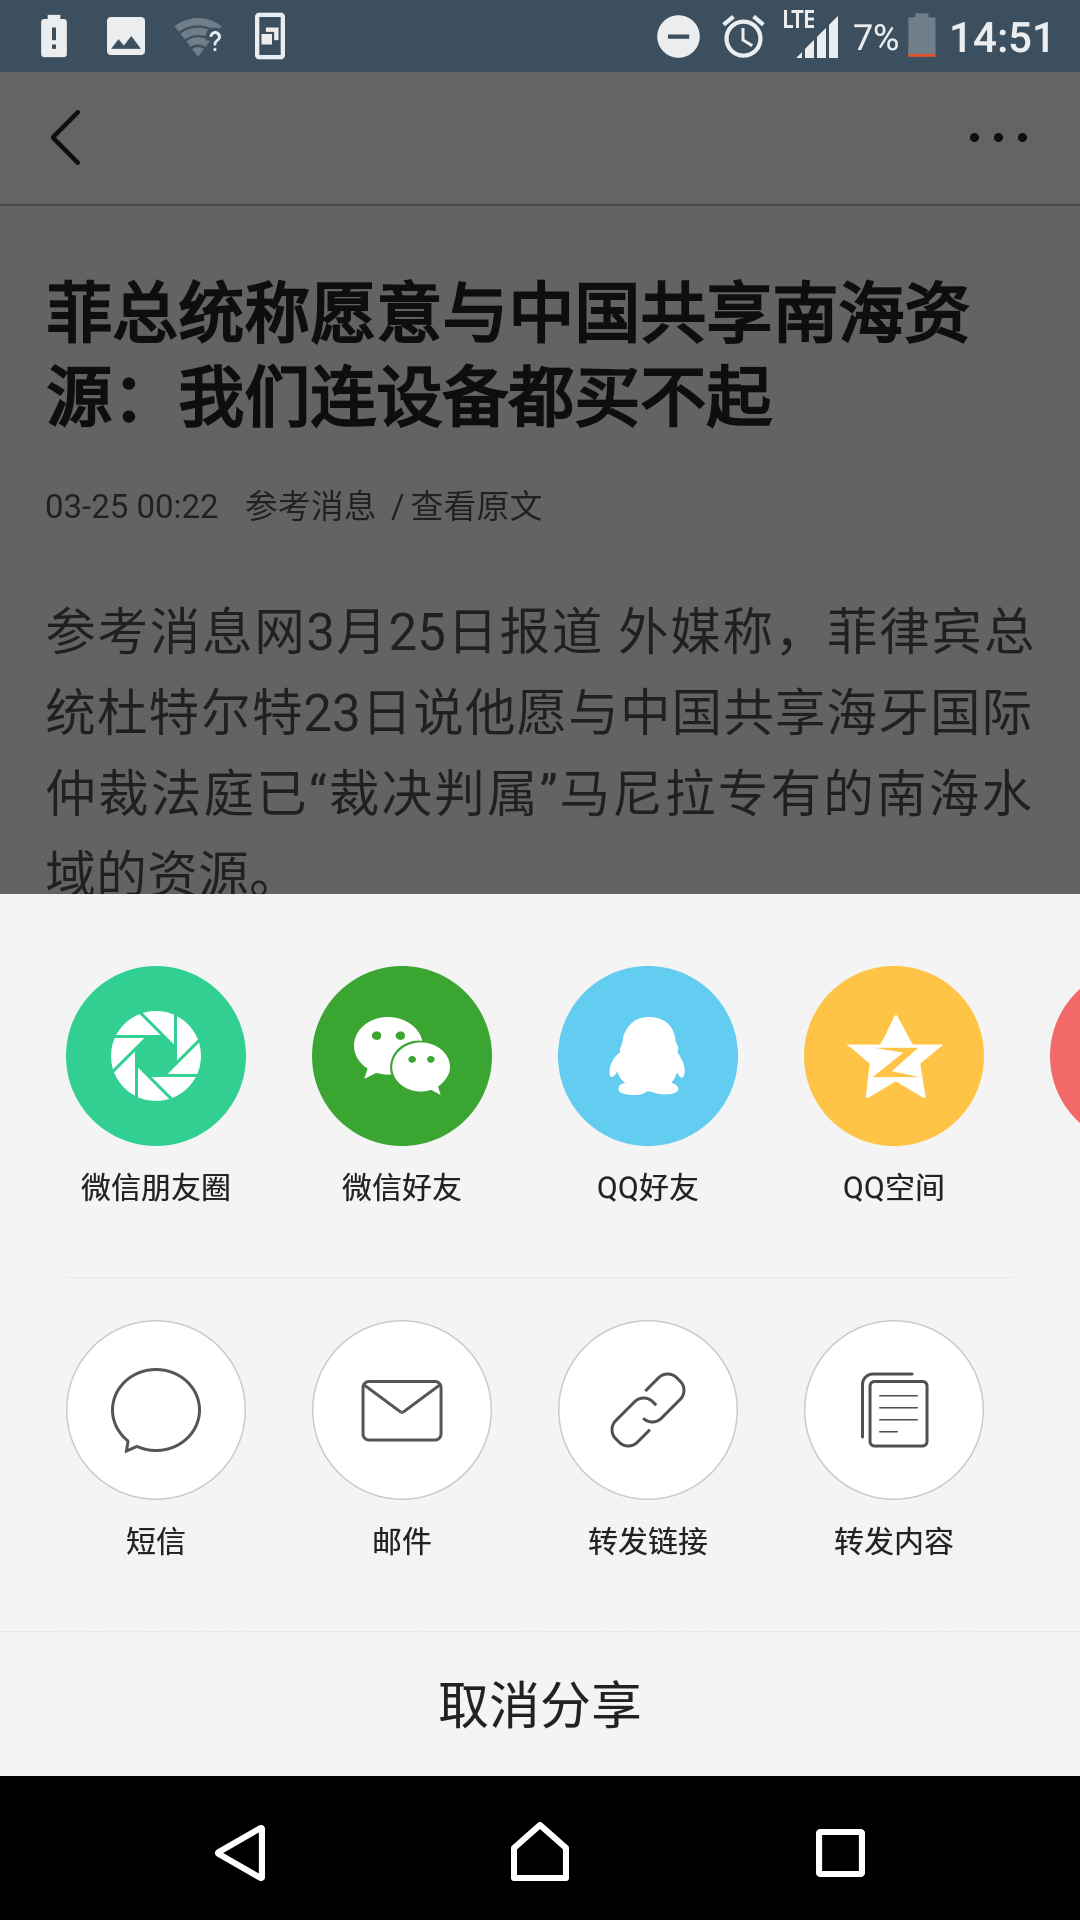 LTE 7% 14:51
菲总统称愿意与中国共享南海资
源：我们连设备都买不起
03-25 00:22 参考消息 / 查看原文
参考消息网3月25日报道 外媒称，菲律宾总
统杜特尔特23日说他愿与中国共享海牙国际
仲裁法庭已“裁决判属”马尼拉专有的南海水
域的资源。
微信朋友圈 微信好友 QQ好友 QQ空间
短信 邮件 转发链接 转发内容
取消分享